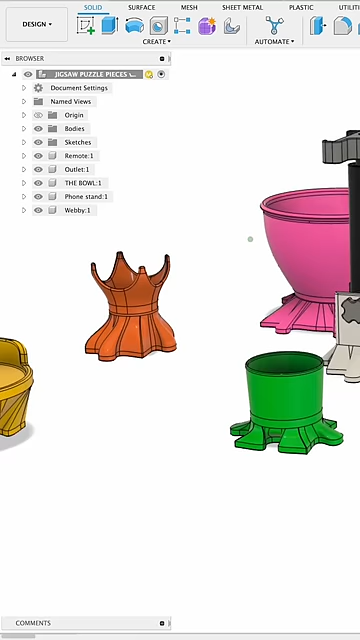 SOLID SURFACE MESH SHEET METAL PLASTIC
DESIGN
CREATE AUTOMATE
BROWSER
JIGSAW PUZZLE PIECES
Document Settings
Named Views
Origin
Bodies
Sketches
Remote:1
Outlet:1
THE BOWL:1
Phone stand:1
Webby:1
COMMENTS